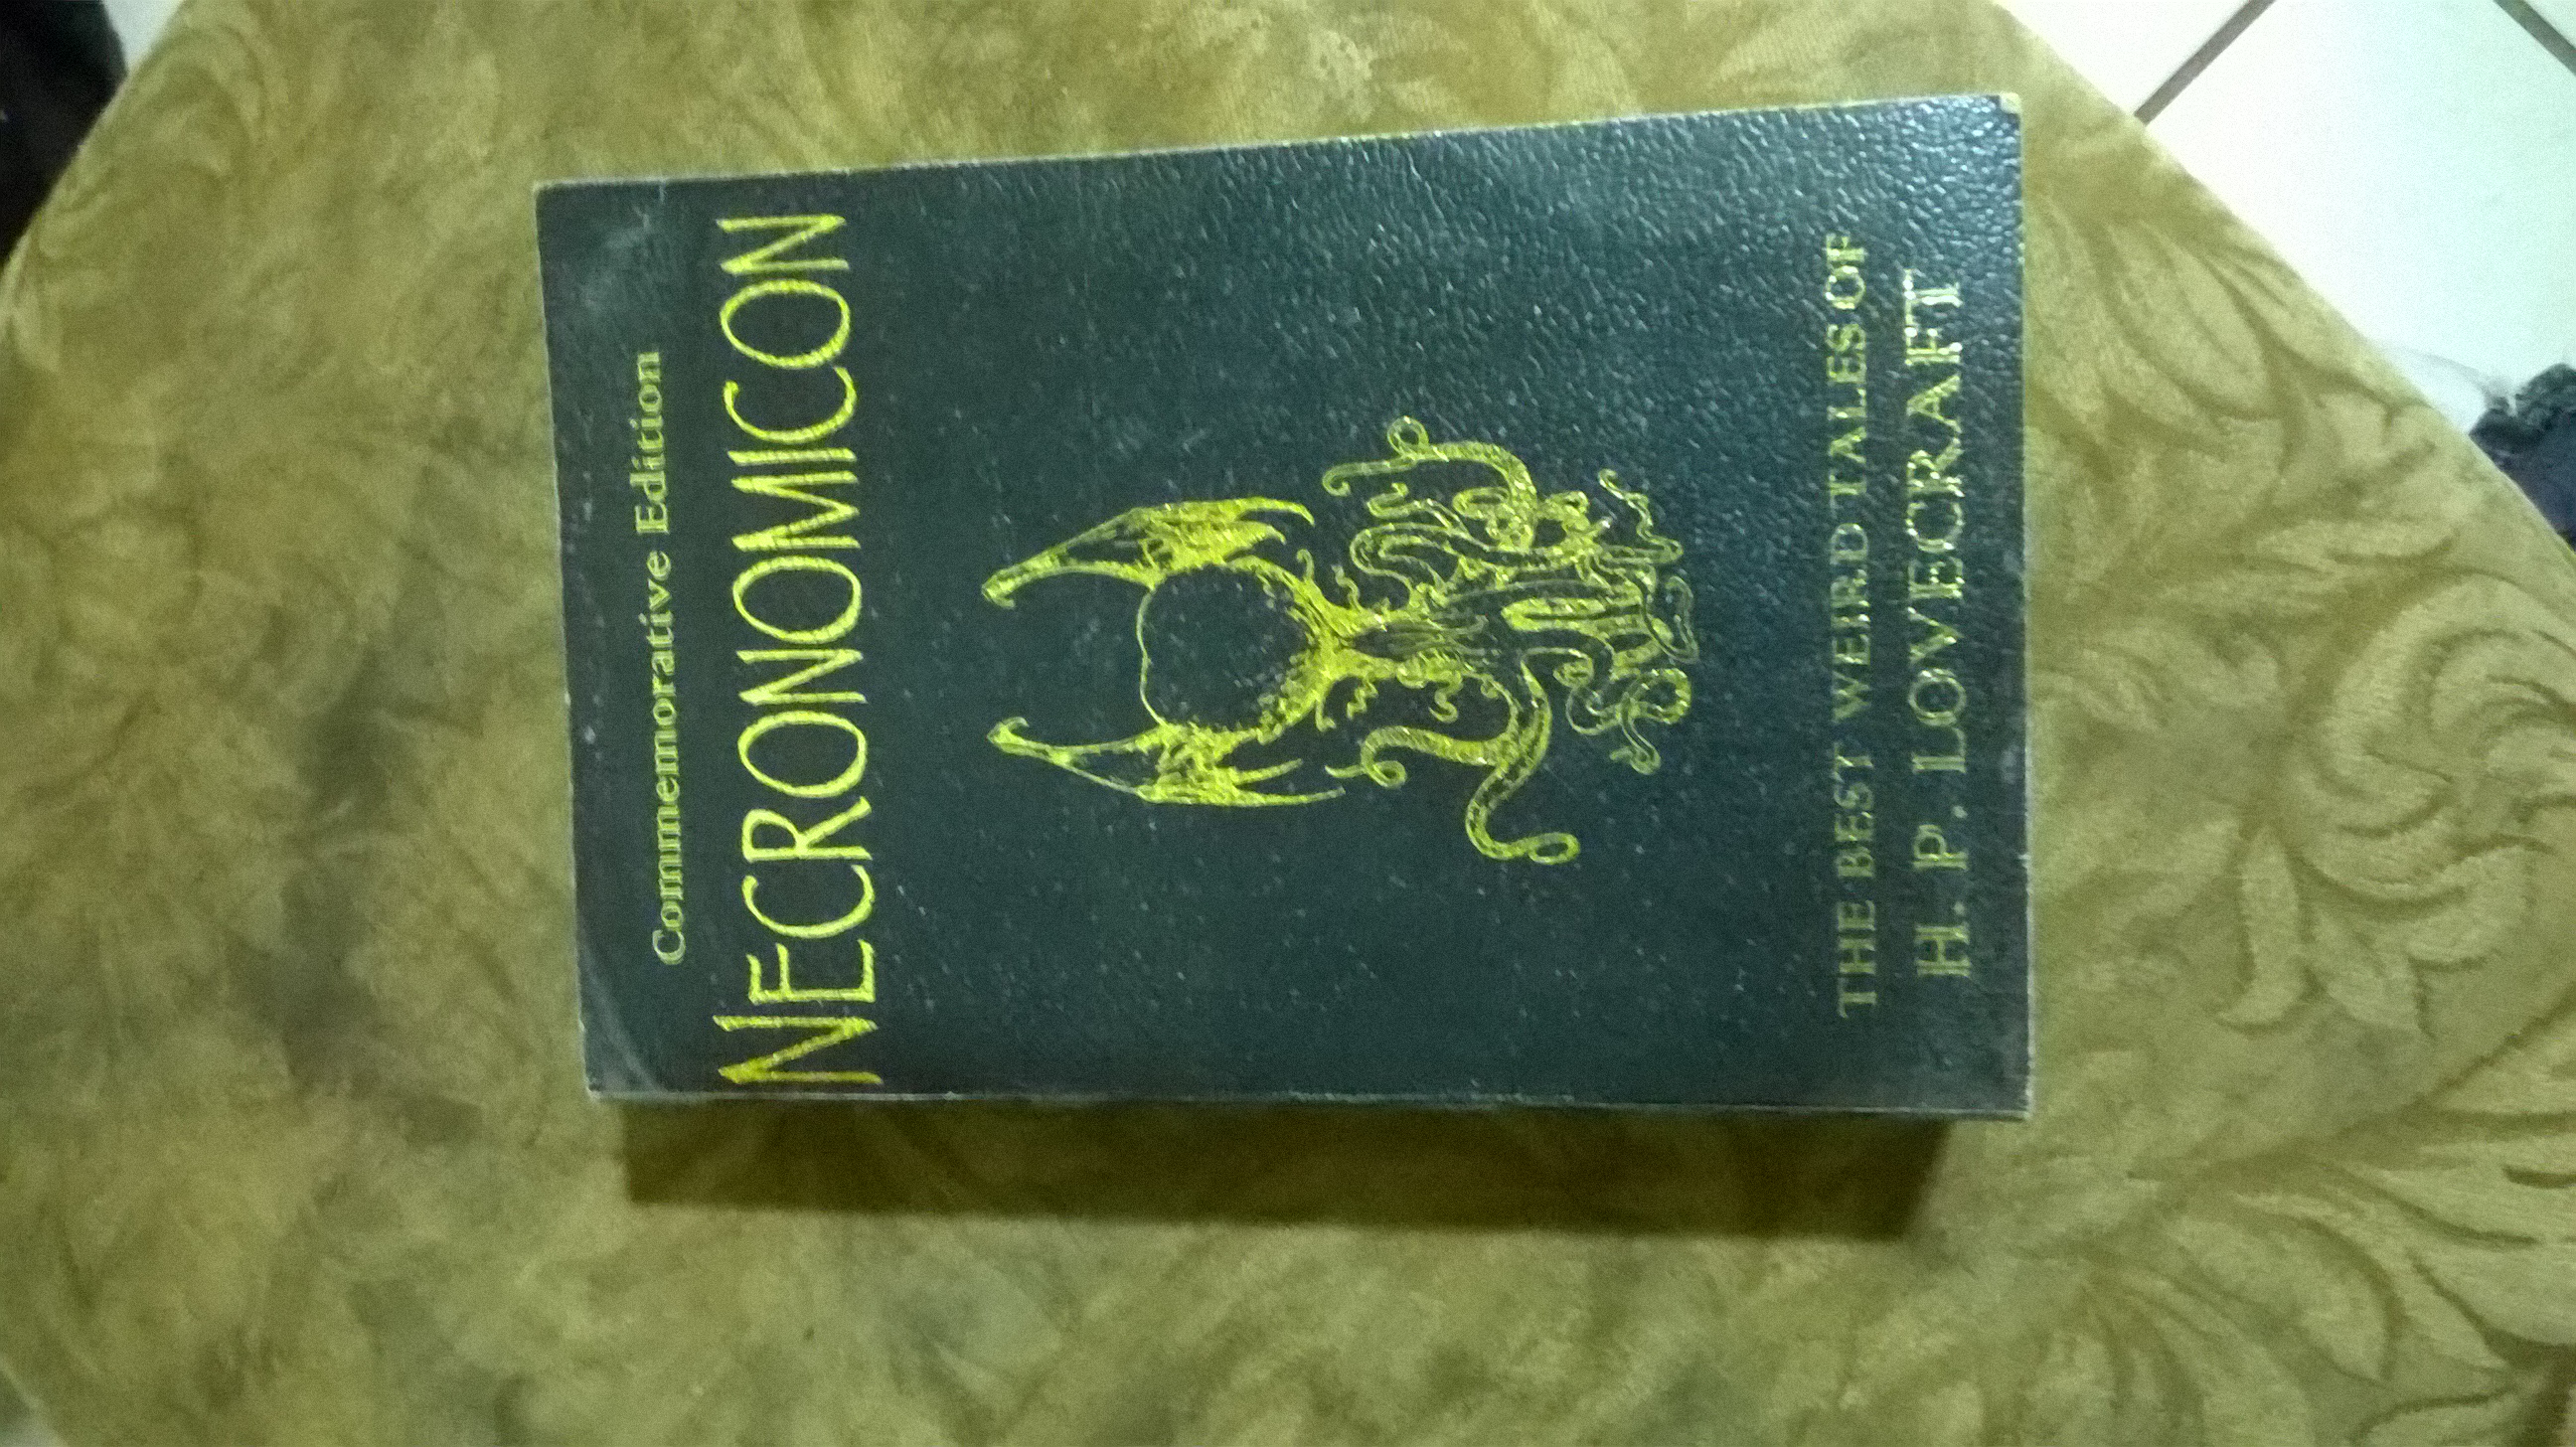 Commemorative Edition
NECRONOMICON
THE BEST WEIRD TALES OF
H. P. LOVECRAFT